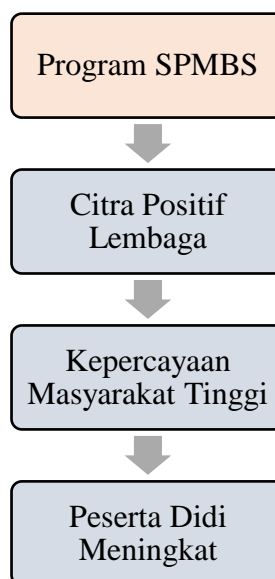 Program SPMBS
Citra Positif
Lembaga
Kepercayaan
Masyarakat Tinggi
Peserta Didi
Meningkat